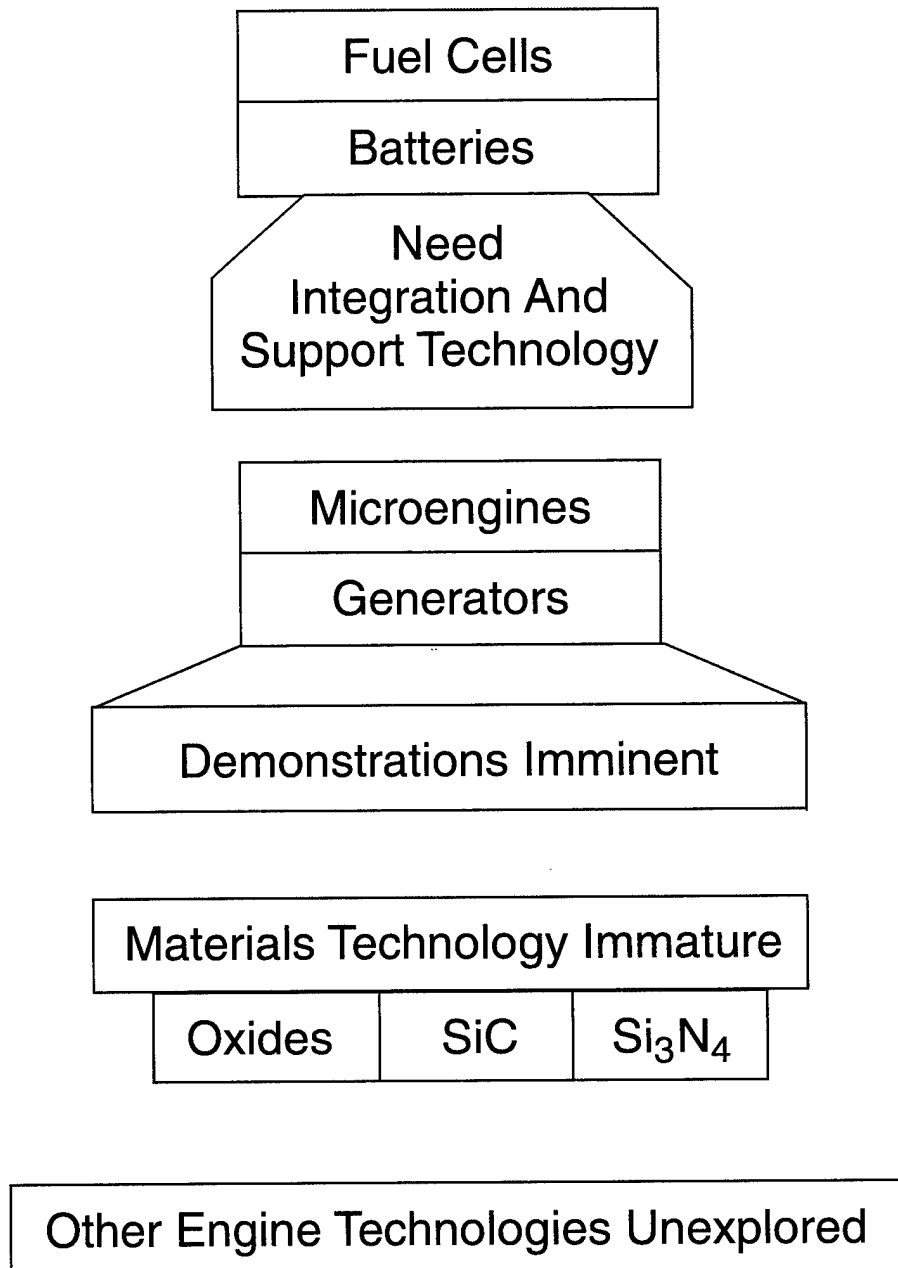 Fuel Cells
Batteries
Need
Integration And
Support Technology
Microengines
Generators
Demonstrations Imminent
Materials Technology Immature
Oxides SiC Si₃N₄
Other Engine Technologies Unexplored